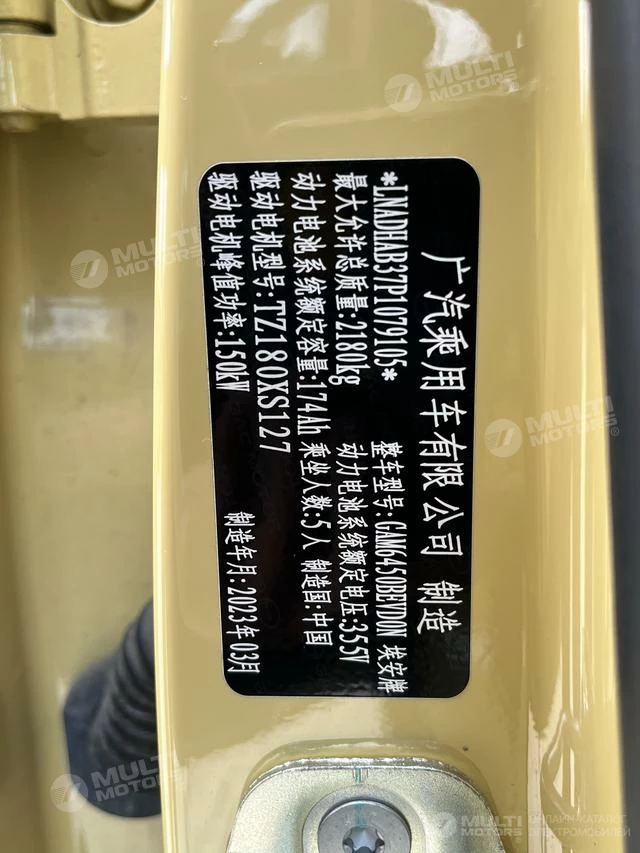 广汽乘用车有限公司 制造
*LNADHAB37P1079105* 整车型号:GAM6450BEVD0N 埃安牌
最大允许总质量:2180kg 动力电池系统额定电压:355V
动力电池系统额定容量:174Ah 乘坐人数:5人 制造国:中国
驱动电机型号:TZ180XS127
驱动电机峰值功率:150kW 制造年月:2023年03月
MULTI MOTORS®
MULTI MOTORS®
MULTI MOTORS®
MULTI MOTORS®
MULTI MOTORS ОНЛАЙН-КАТАЛОГ ЭЛЕКТРОМОБИЛЕЙ